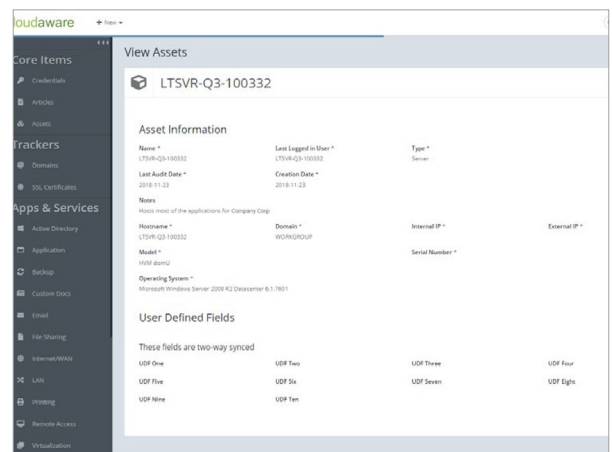 loudaware
+ New
Core Items
Credentials
Articles
Assets
Trackers
Domains
SSL Certificates
Apps & Services
Active Directory
Application
Backup
Custom Docs
Email
File Sharing
Internet/WAN
LAN
Printing
Remote Access
Virtualization
View Assets
LTSVR-Q3-100332
Asset Information
Name * Last Logged in User * Type *
LTSVR-Q3-100332 LTSVR-Q3-100332 Server
Last Audit Date * Creation Date *
2018-11-23 2018-11-23
Notes
Hosts most of the applications for Company Corp
Hostname * Domain * Internal IP * External IP *
LTSVR-Q3-100332 WORKGROUP
Model * Serial Number *
HVM domU
Operating System *
Microsoft Windows Server 2008 R2 Datacenter 6.1.7601
User Defined Fields
These fields are two-way synced
UDF One UDF Two UDF Three UDF Four
UDF Five UDF Six UDF Seven UDF Eight
UDF Nine UDF Ten